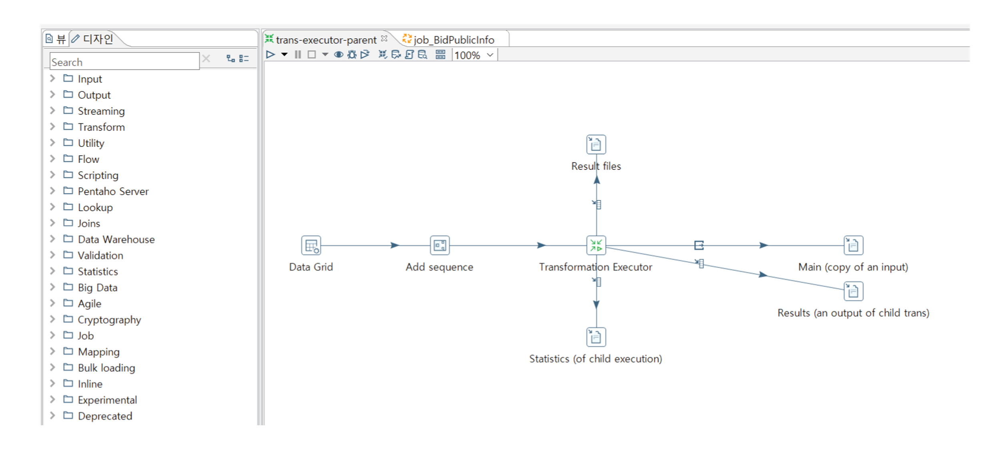 뷰
디자인
trans-executor-parent
job_BidPublicInfo
Search
100%
Input
Output
Streaming
Transform
Utility
Flow
Scripting
Pentaho Server
Lookup
Joins
Data Warehouse
Validation
Statistics
Big Data
Agile
Cryptography
Job
Mapping
Bulk loading
Inline
Experimental
Deprecated
Result files
Data Grid
Add sequence
Transformation Executor
Main (copy of an input)
Results (an output of child trans)
Statistics (of child execution)